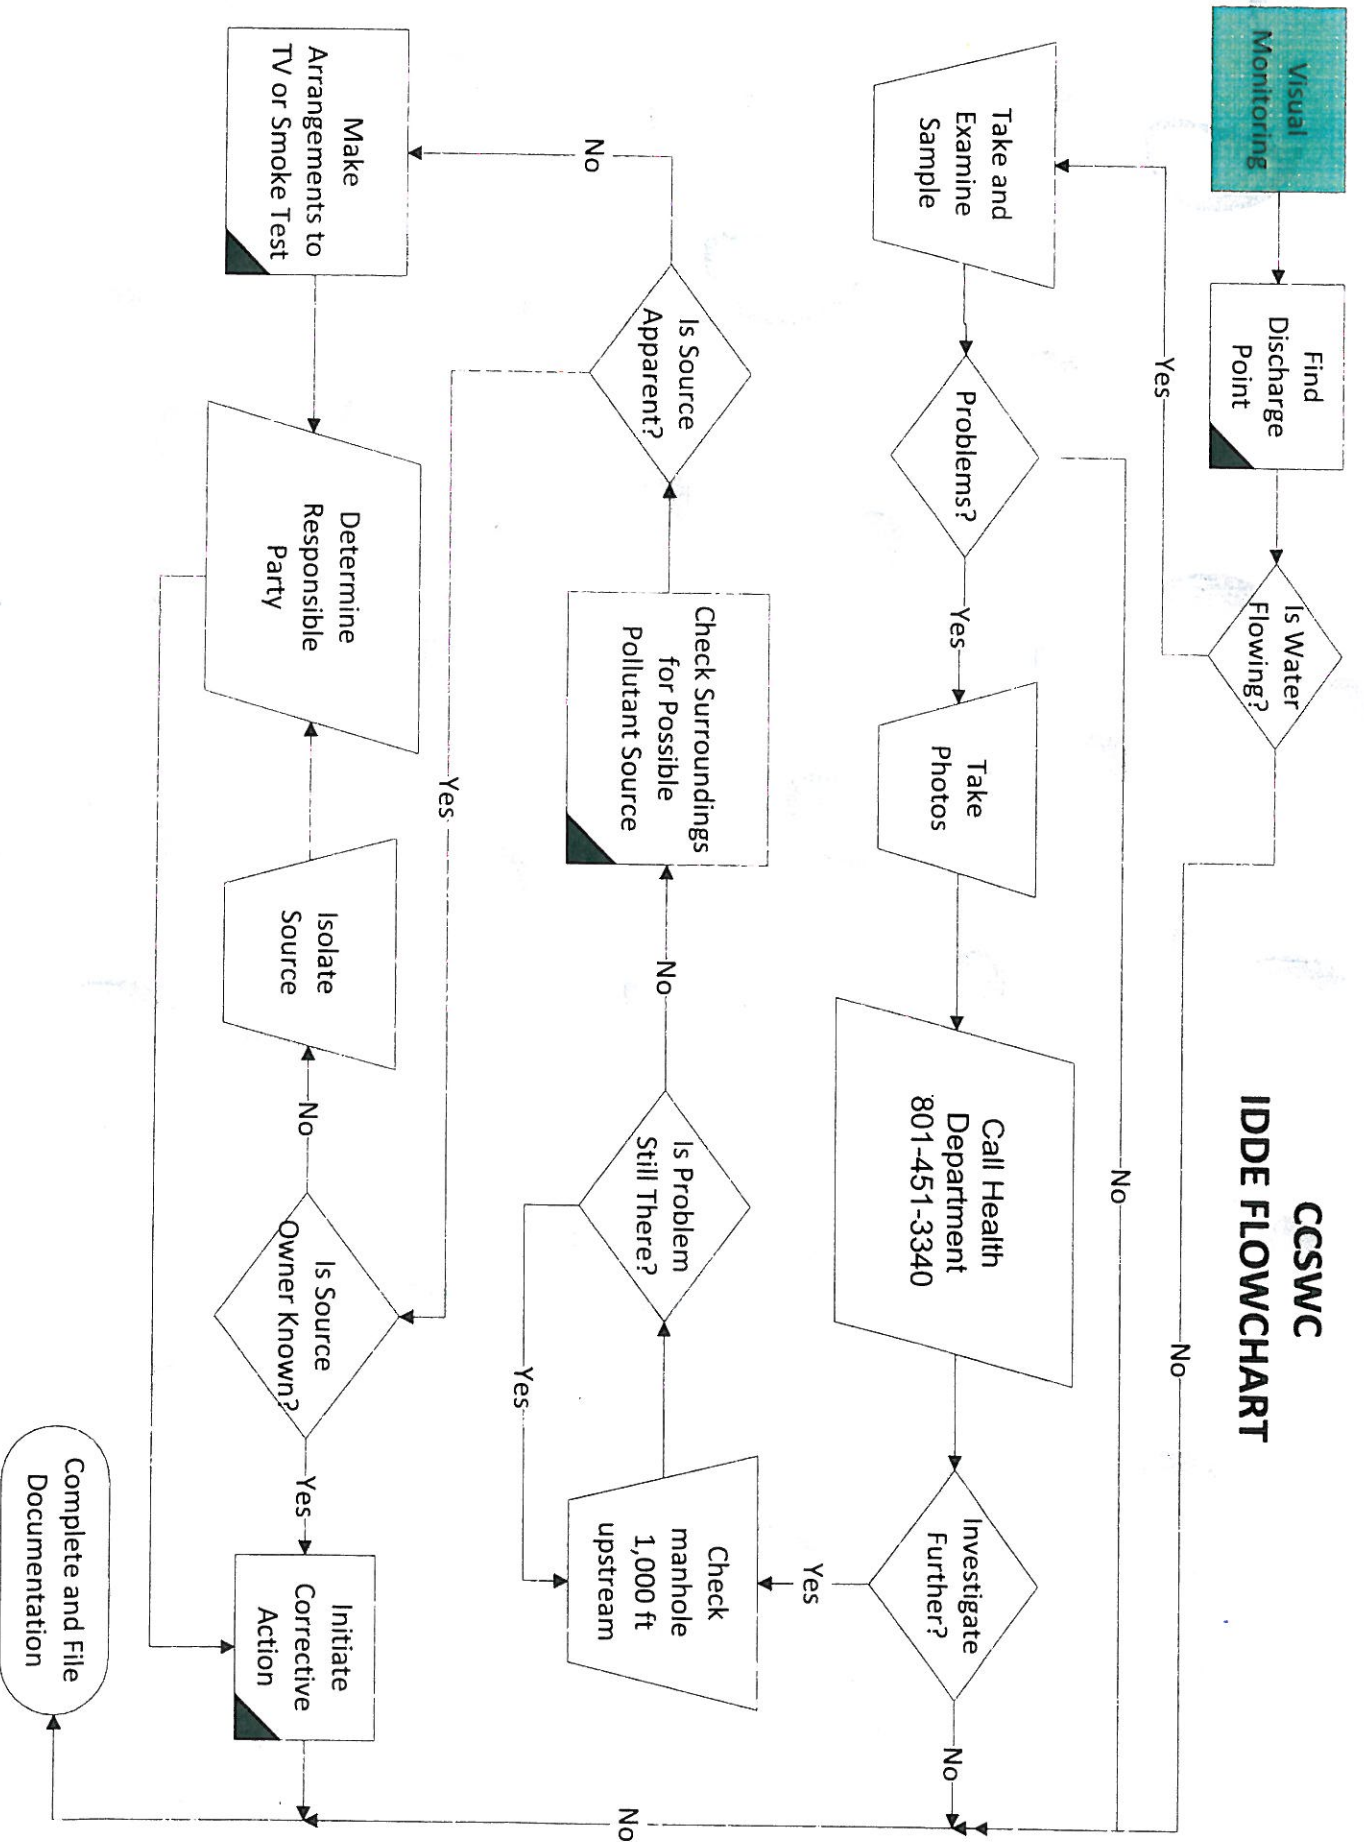 CCSWC
IDDE FLOWCHART
Visual
Monitoring
Find
Discharge
Point
Is Water
Flowing?
No
Yes
Take and
Examine
Sample
Problems?
No
Yes
Take
Photos
Call Health
Department
801-451-3340
Investigate
Further?
No
Yes
Check
manhole
1,000 ft
upstream
Is Problem
Still There?
Yes
No
Check Surroundings
for Possible
Pollutant Source
Is Source
Apparent?
No
Yes
No
Make
Arrangements to
TV or Smoke Test
Determine
Responsible
Party
Isolate
Source
No
Is Source
Owner Known?
Yes
Initiate
Corrective
Action
Complete and File
Documentation